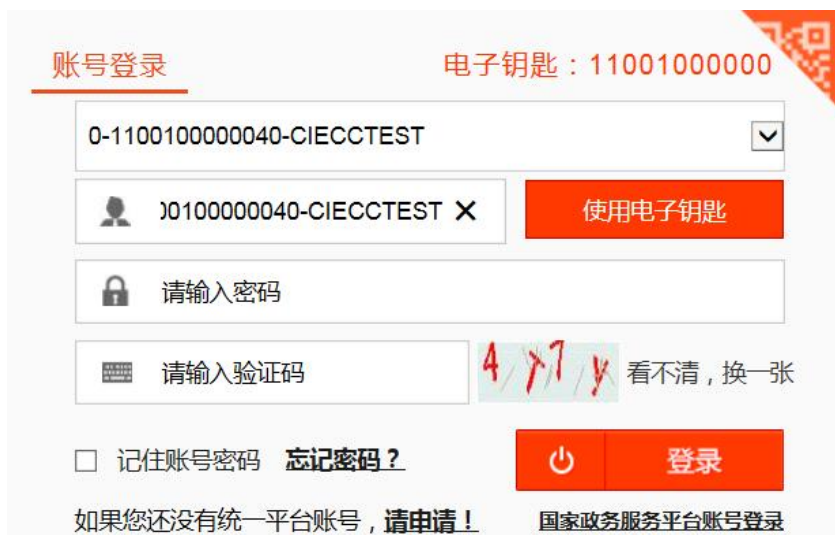 账号登录 电子钥匙：11001000000
0-1100100000040-CIECCTEST
00100000040-CIECCTEST ✕ 使用电子钥匙
请输入密码
请输入验证码 4y7y 看不清，换一张
记住账号密码 忘记密码？ 登录
如果您还没有统一平台账号，请申请！ 国家政务服务平台账号登录